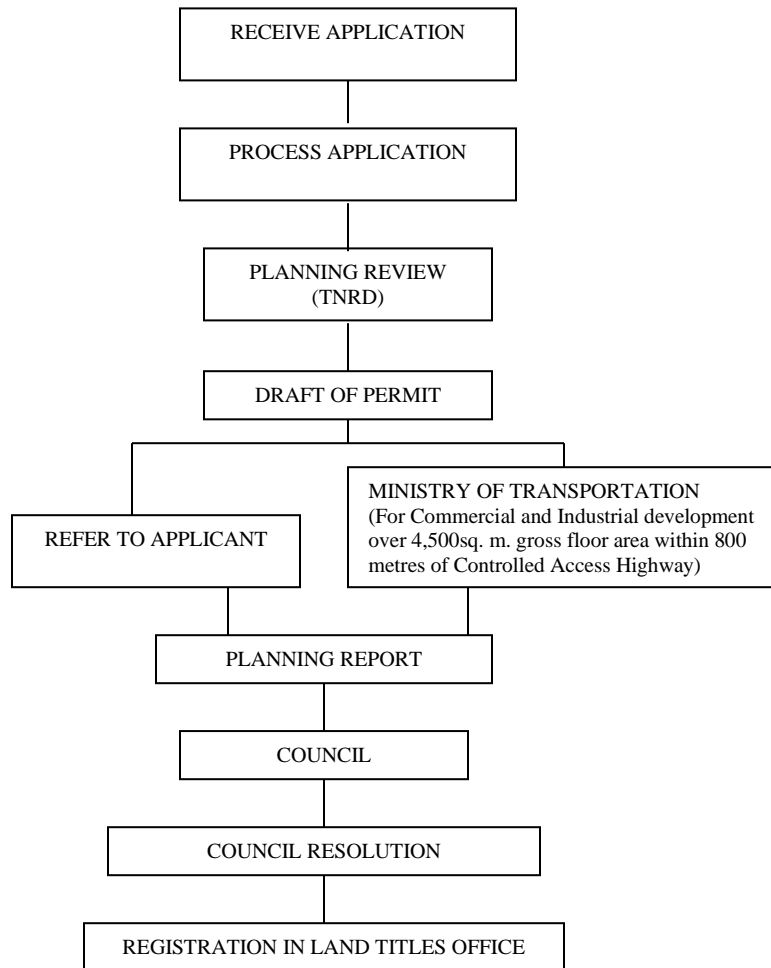 RECEIVE APPLICATION
PROCESS APPLICATION
PLANNING REVIEW
(TNRD)
DRAFT OF PERMIT
REFER TO APPLICANT
MINISTRY OF TRANSPORTATION
(For Commercial and Industrial development
over 4,500sq. m. gross floor area within 800
metres of Controlled Access Highway)
PLANNING REPORT
COUNCIL
COUNCIL RESOLUTION
REGISTRATION IN LAND TITLES OFFICE